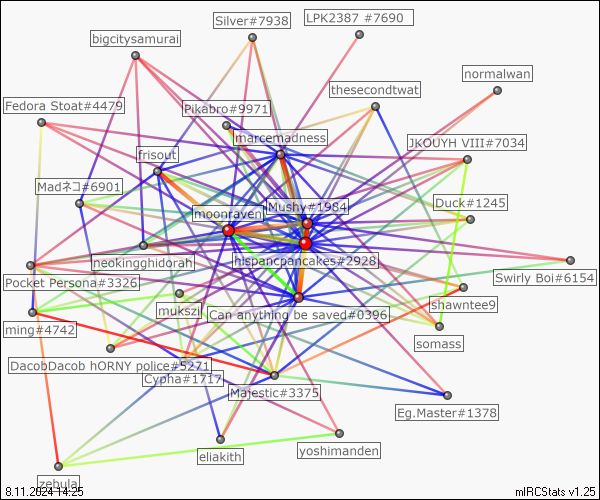 Silver#7938
LPK2387 #7690
bigcitysamurai
normalwan
thesecondtwat
Fedora Stoat#4479
Pikabro#9971
marcemadness
JKOUYH VIII#7034
frisout
Madネコ#6901
Duck#1245
Mushy#1984
moonraven
neokingghidorah
hispancpancakes#2928
Swirly Boi#6154
Pocket Persona#3326
shawntee9
mukszi
Can anything be saved#0396
ming#4742
somass
DacobDacob hORNY police#5271
Cypha#1717
Majestic#3375
Eg.Master#1378
yoshimanden
eliakith
zebula
8.11.2024 14:25
mIRCStats v1.25